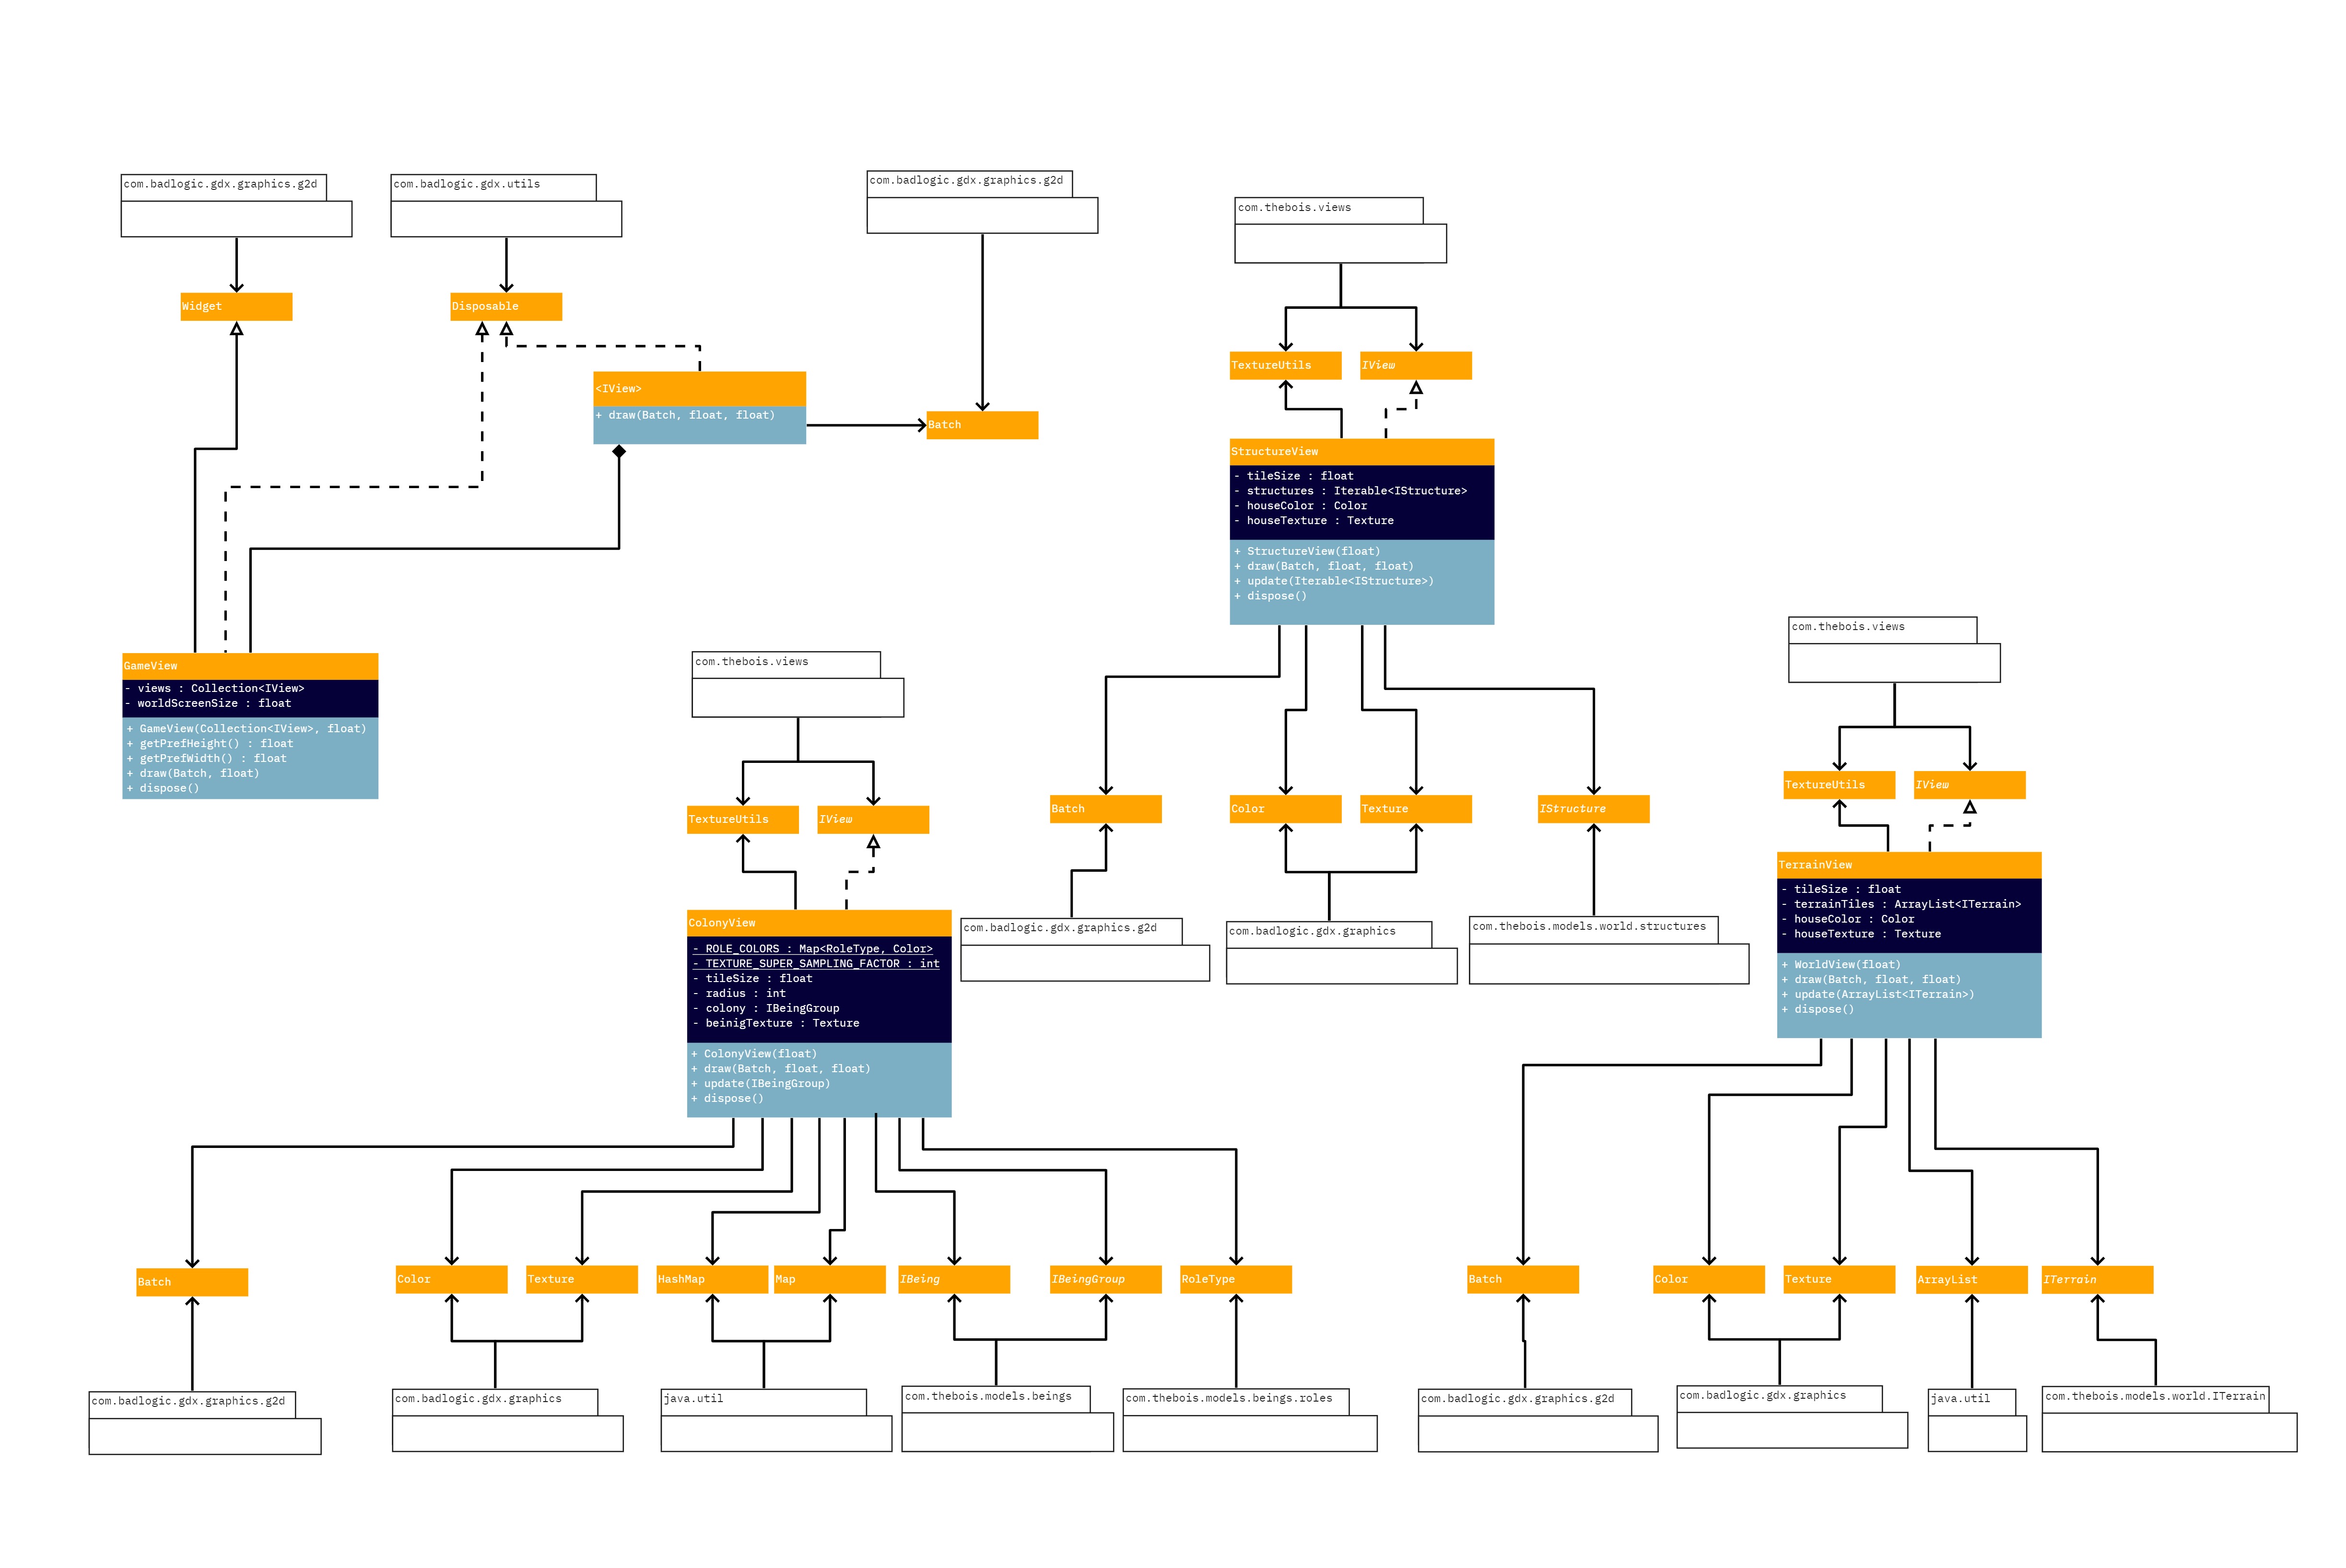 com.badlogic.gdx.graphics.g2d
com.badlogic.gdx.utils
com.badlogic.gdx.graphics.g2d
Widget
Disposable
<IView>
+ draw(Batch, float, float)
Batch
GameView
- views : Collection<IView>
- worldScreenSize : float
+ GameView(Collection<IView>, float)
+ getPrefHeight() : float
+ getPrefWidth() : float
+ draw(Batch, float)
+ dispose()
com.thebois.views
TextureUtils
IView
StructureView
- tileSize : float
- structures : Iterable<IStructure>
- houseColor : Color
- houseTexture : Texture
+ StructureView(float)
+ draw(Batch, float, float)
+ update(Iterable<IStructure>)
+ dispose()
Batch
Color
Texture
IStructure
com.badlogic.gdx.graphics.g2d
com.badlogic.gdx.graphics
com.thebois.models.world.structures
com.thebois.views
TextureUtils
IView
ColonyView
- ROLE_COLORS : Map<RoleType, Color>
- TEXTURE_SUPER_SAMPLING_FACTOR : int
- tileSize : float
- radius : int
- colony : IBeingGroup
- beinigTexture : Texture
+ ColonyView(float)
+ draw(Batch, float, float)
+ update(IBeingGroup)
+ dispose()
Batch
Color
Texture
HashMap
Map
IBeing
IBeingGroup
RoleType
com.badlogic.gdx.graphics.g2d
com.badlogic.gdx.graphics
java.util
com.thebois.models.beings
com.thebois.models.beings.roles
com.thebois.views
TextureUtils
IView
TerrainView
- tileSize : float
- terrainTiles : ArrayList<ITerrain>
- houseColor : Color
- houseTexture : Texture
+ WorldView(float)
+ draw(Batch, float, float)
+ update(ArrayList<ITerrain>)
+ dispose()
Batch
Color
Texture
ArrayList
ITerrain
com.badlogic.gdx.graphics.g2d
com.badlogic.gdx.graphics
java.util
com.thebois.models.world.ITerrain